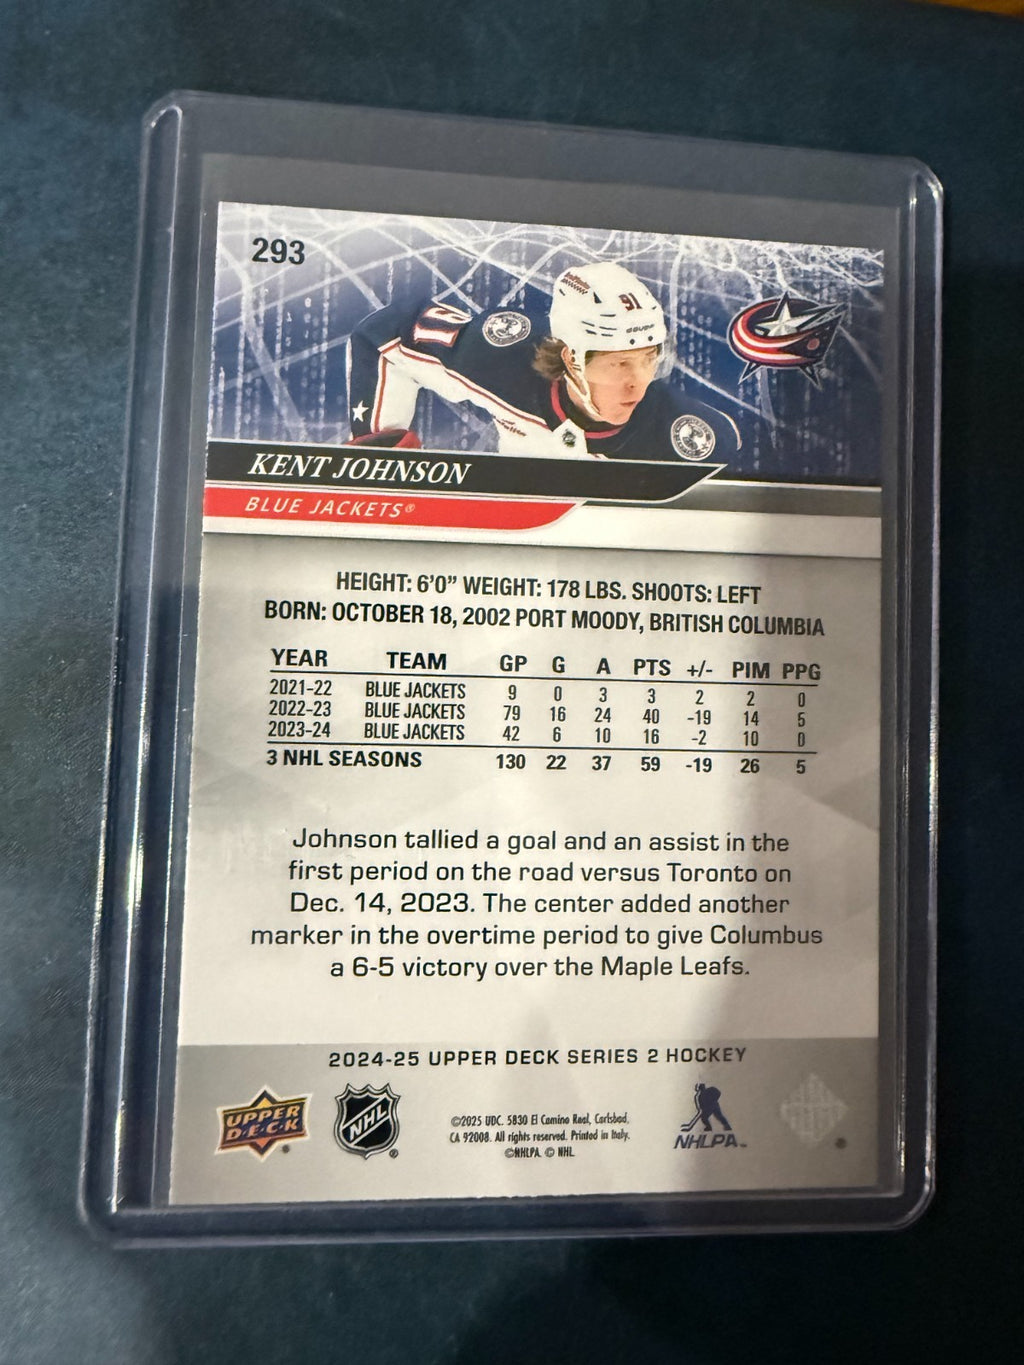 293
91
91
KENT JOHNSON
BLUE JACKETS®
HEIGHT: 6'0" WEIGHT: 178 LBS. SHOOTS: LEFT
BORN: OCTOBER 18, 2002 PORT MOODY, BRITISH COLUMBIA
YEAR TEAM GP G A PTS +/- PIM PPG
2021-22 BLUE JACKETS 9 0 3 3 2 2 0
2022-23 BLUE JACKETS 79 16 24 40 -19 14 5
2023-24 BLUE JACKETS 42 6 10 16 -2 10 0
3 NHL SEASONS 130 22 37 59 -19 26 5
Johnson tallied a goal and an assist in the
first period on the road versus Toronto on
Dec. 14, 2023. The center added another
marker in the overtime period to give Columbus
a 6-5 victory over the Maple Leafs.
2024-25 UPPER DECK SERIES 2 HOCKEY
UPPER
DECK
NHL
©2025 UDC. 5830 El Camino Real, Carlsbad,
CA 92008. All rights reserved. Printed in Italy.
©NHLPA. © NHL
NHLPA™